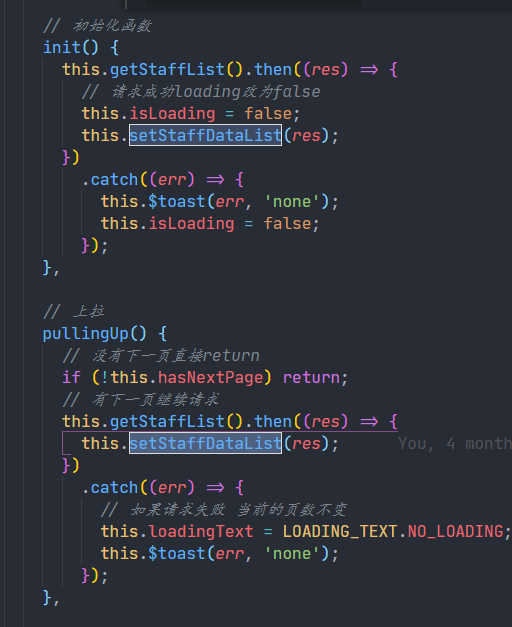 // 初始化函数
init() {
this.getStaffList().then((res) => {
// 请求成功loading改为false
this.isLoading = false;
this.setStaffDataList(res);
})
.catch((err) => {
this.$toast(err, 'none');
this.isLoading = false;
});
},
// 上拉
pullingUp() {
// 没有下一页直接return
if (!this.hasNextPage) return;
// 有下一页继续请求
this.getStaffList().then((res) => {
this.setStaffDataList(res); You, 4 month
})
.catch((err) => {
// 如果请求失败 当前的页数不变
this.loadingText = LOADING_TEXT.NO_LOADING;
this.$toast(err, 'none');
});
},